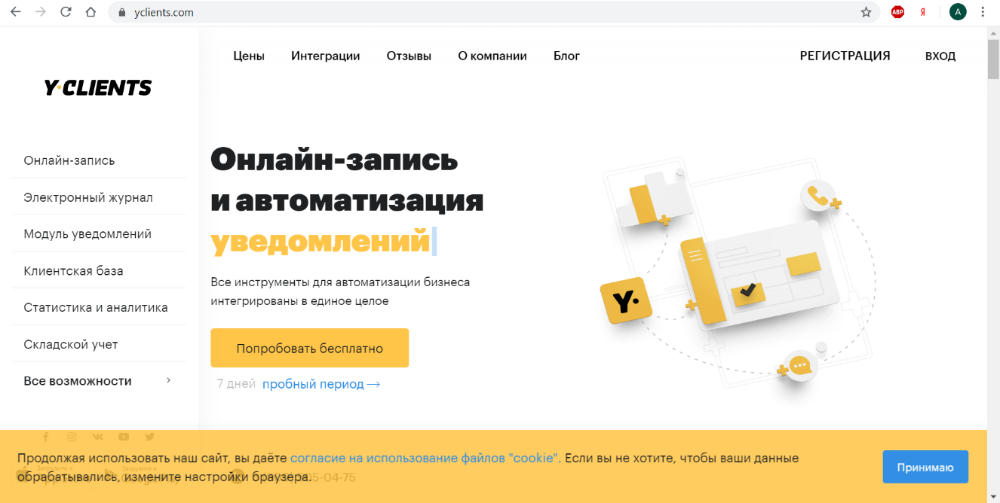 yclients.com
ABP
Я
A
Y·CLIENTS
Цены
Интеграции
Отзывы
О компании
Блог
РЕГИСТРАЦИЯ
ВХОД
Онлайн-запись
Электронный журнал
Модуль уведомлений
Клиентская база
Статистика и аналитика
Складской учет
Все возможности
Онлайн-запись
и автоматизация
уведомлений
Все инструменты для автоматизации бизнеса
интегрированы в единое целое
Попробовать бесплатно
7 дней пробный период
Y.
Продолжая использовать наш сайт, вы даёте согласие на использование файлов "cookie". Если вы не хотите, чтобы ваши данные
обрабатывались, измените настройки браузера.
Загрузите в
Загрузите в
05-04-75
Принимаю